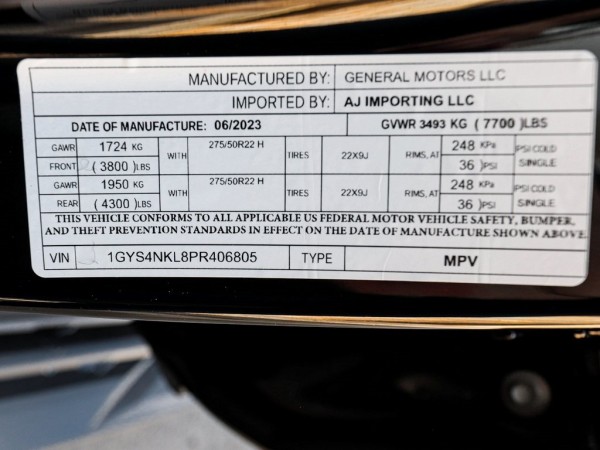 MANUFACTURED BY: GENERAL MOTORS LLC
IMPORTED BY: AJ IMPORTING LLC
DATE OF MANUFACTURE: 06/2023 GVWR 3493 KG ( 7700 )LBS
GAWR 1724 KG WITH 275/50R22 H TIRES 22X9J RIMS, AT 248 KPa PSI COLD
FRONT ( 3800 )LBS 36 )PSI SINGLE
GAWR 1950 KG WITH 275/50R22 H TIRES 22X9J RIMS, AT 248 KPa PSI COLD
REAR ( 4300 )LBS 36 )PSI SINGLE
THIS VEHICLE CONFORMS TO ALL APPLICABLE US FEDERAL MOTOR VEHICLE SAFETY, BUMPER,
AND THEFT PREVENTION STANDARDS IN EFFECT ON THE DATE OF MANUFACTURE SHOWN ABOVE.
VIN 1GYS4NKL8PR406805 TYPE MPV